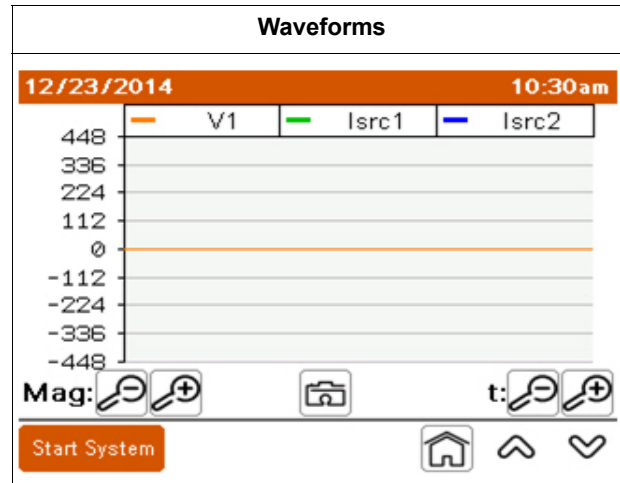 Waveforms
12/23/2014 10:30am
V1 Isrc1 Isrc2
448
336
224
112
0
-112
-224
-336
-448
Mag: t:
Start System